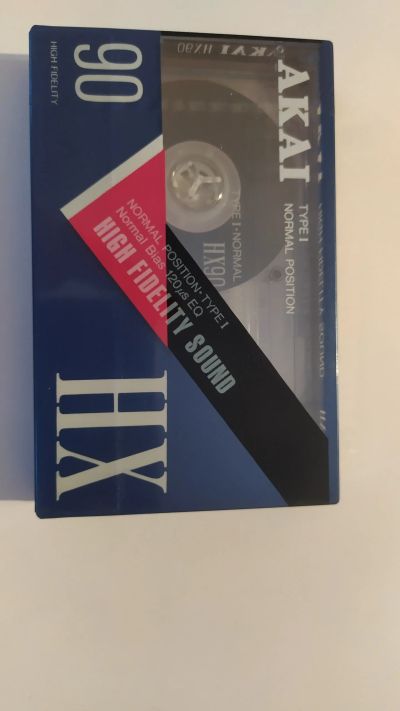 AKAI
TYPE I
NORMAL POSITION
90
HIGH FIDELITY
NORMAL POSITION•TYPE I
Normal Bias 120µs EQ
HIGH FIDELITY SOUND
HX
TYPE I•NORMAL
HX90
AKAI HX90